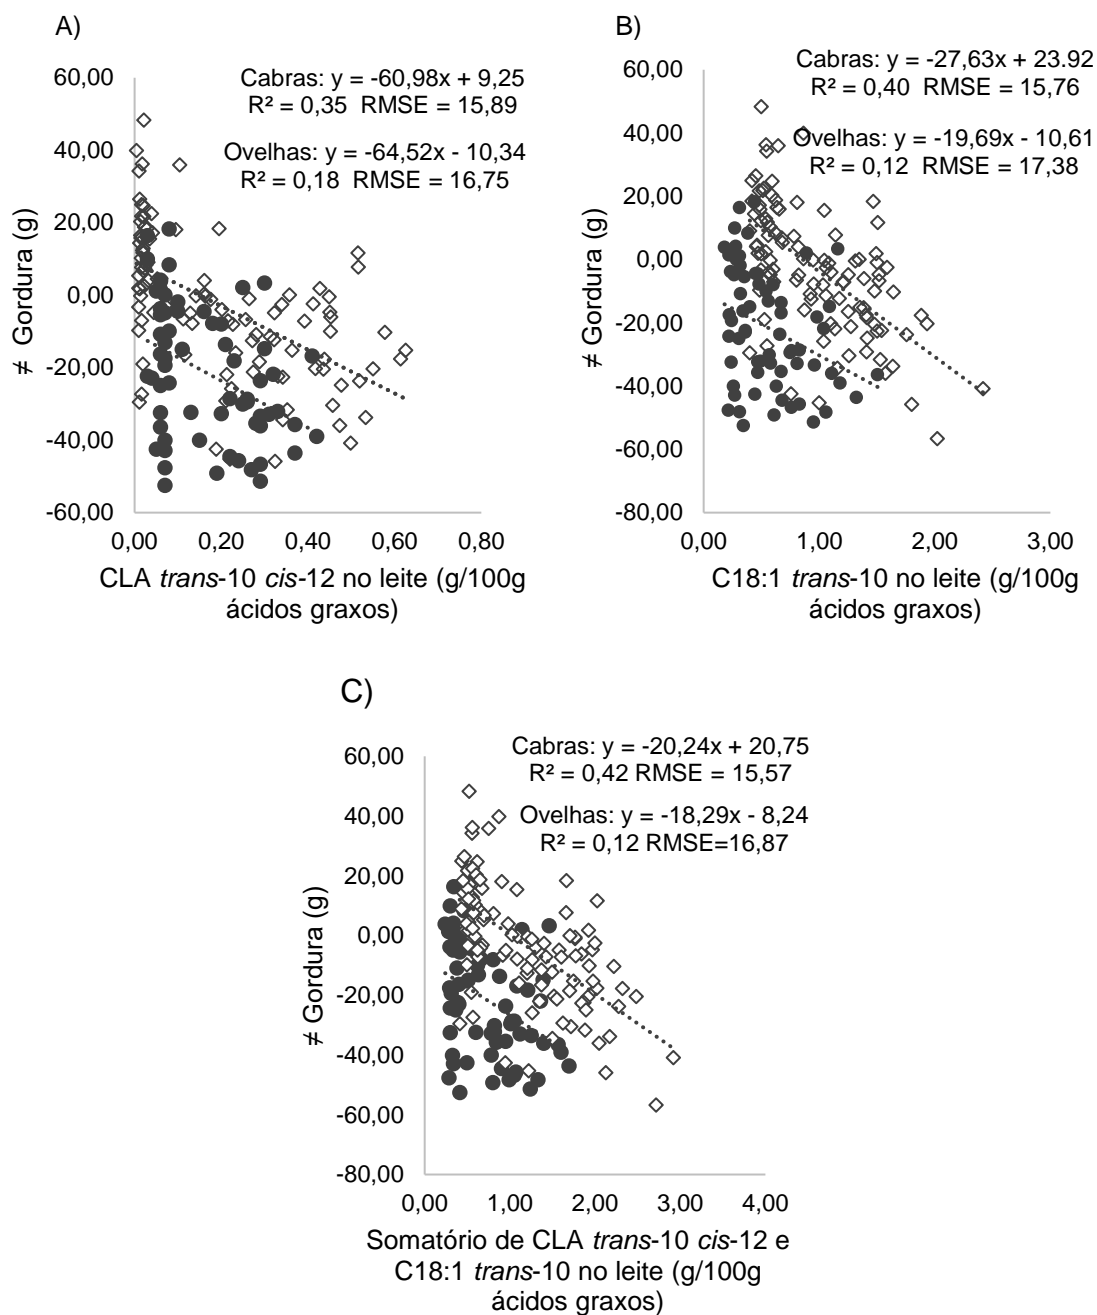 A)
Cabras: y = -60,98x + 9,25
R² = 0,35 RMSE = 15,89
Ovelhas: y = -64,52x - 10,34
R² = 0,18 RMSE = 16,75
60,00
40,00
20,00
0,00
-20,00
-40,00
-60,00
≠ Gordura (g)
0,00 0,20 0,40 0,60 0,80
CLA trans-10 cis-12 no leite (g/100g
ácidos graxos)
B)
Cabras: y = -27,63x + 23.92
R² = 0,40 RMSE = 15,76
Ovelhas: y = -19,69x - 10,61
R² = 0,12 RMSE = 17,38
60,00
40,00
20,00
0,00
-20,00
-40,00
-60,00
-80,00
≠ Gordura (g)
0,00 1,00 2,00 3,00
C18:1 trans-10 no leite (g/100g
ácidos graxos)
C)
Cabras: y = -20,24x + 20,75
R² = 0,42 RMSE = 15,57
Ovelhas: y = -18,29x - 8,24
R² = 0,12 RMSE=16,87
60,00
40,00
20,00
0,00
-20,00
-40,00
-60,00
-80,00
≠ Gordura (g)
0,00 1,00 2,00 3,00 4,00
Somatório de CLA trans-10 cis-12 e
C18:1 trans-10 no leite (g/100g
ácidos graxos)